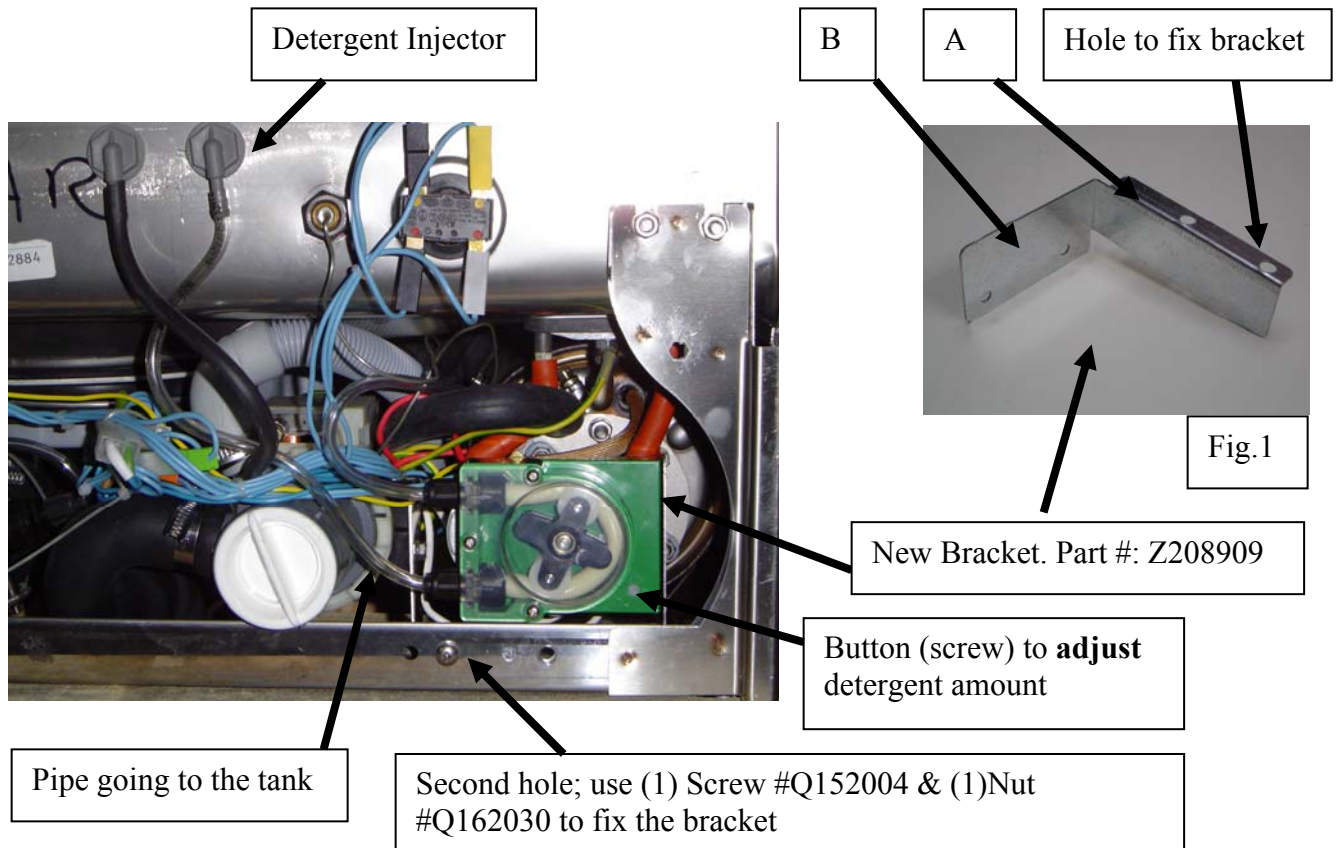 Detergent Injector
B
A
Hole to fix bracket
A R
2884
Fig.1
New Bracket. Part #: Z208909
Button (screw) to adjust
detergent amount
Pipe going to the tank
Second hole; use (1) Screw #Q152004 & (1)Nut
#Q162030 to fix the bracket